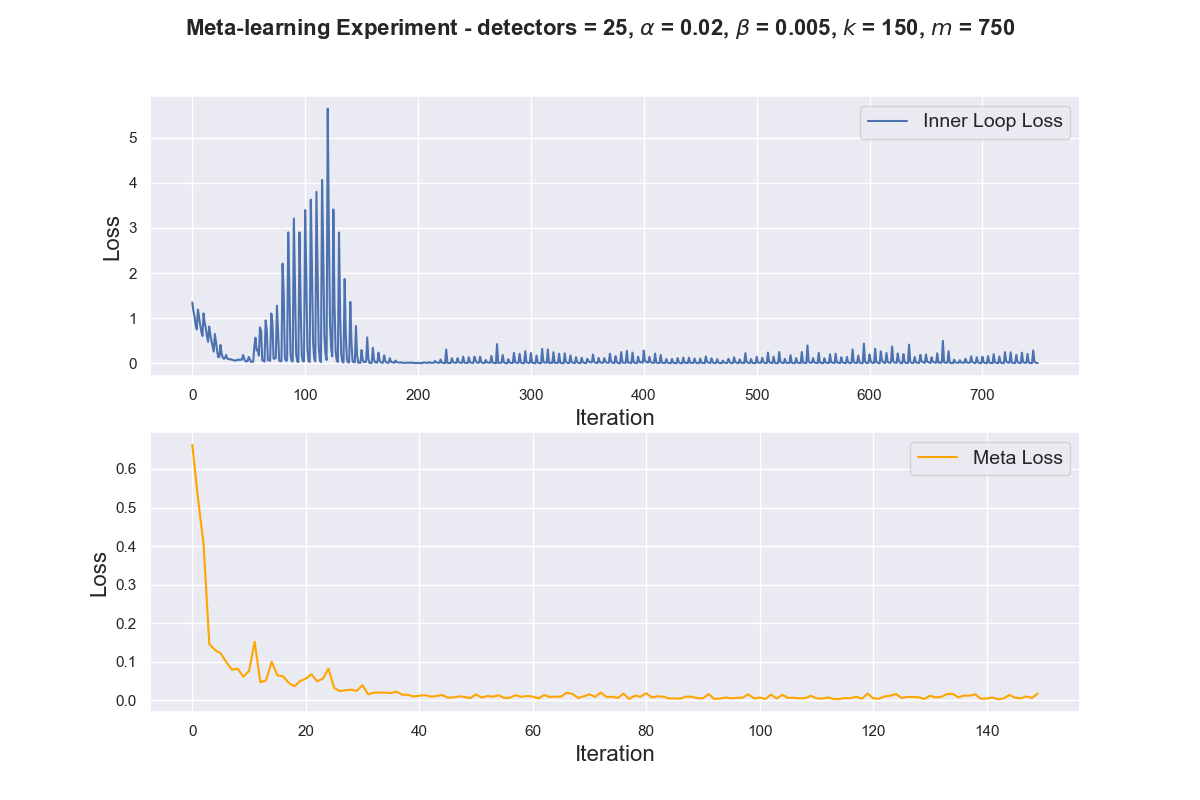 Meta-learning Experiment - detectors = 25, α = 0.02, β = 0.005, k = 150, m = 750
Inner Loop Loss
Loss
5
4
3
2
1
0
0 100 200 300 400 500 600 700
Iteration
Meta Loss
Loss
0.6
0.5
0.4
0.3
0.2
0.1
0.0
0 20 40 60 80 100 120 140
Iteration